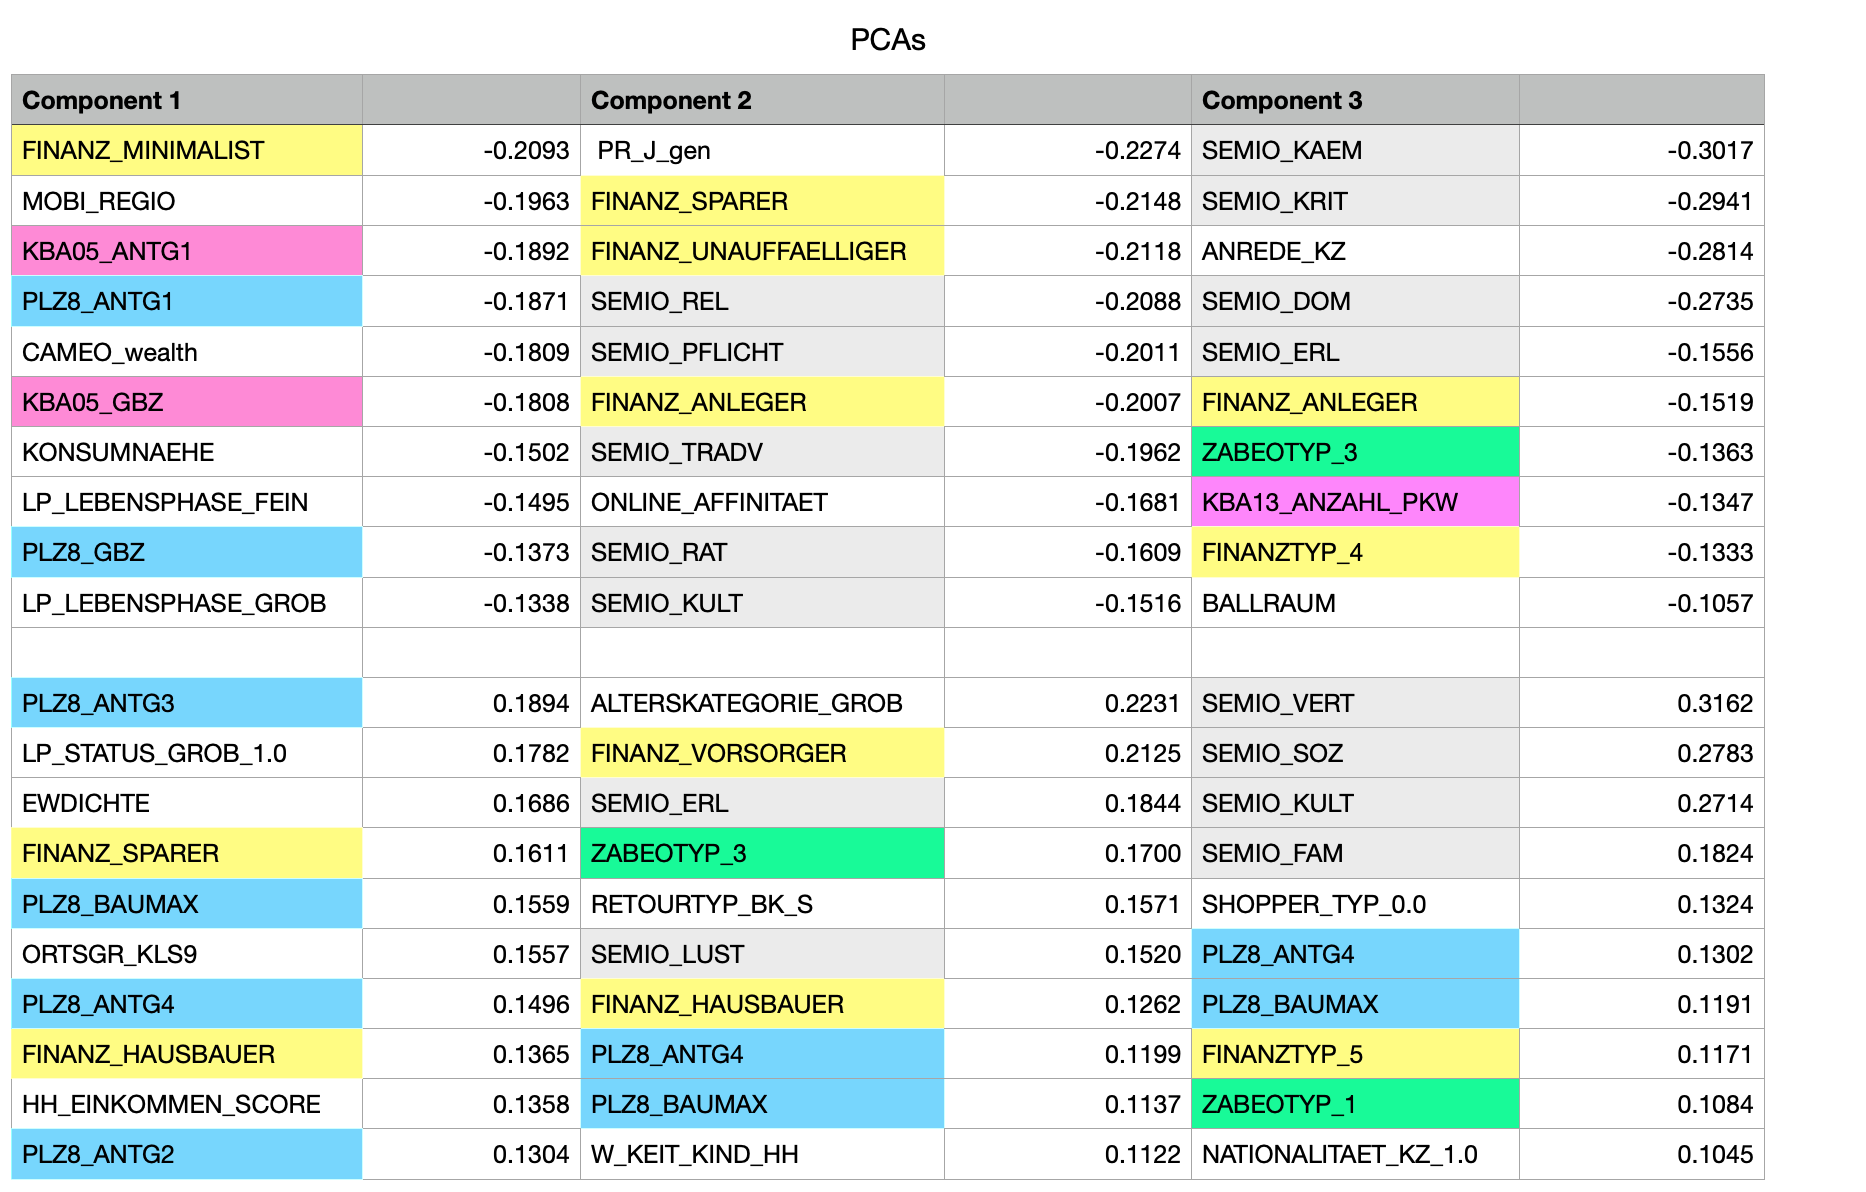 PCAs
Component 1 Component 2 Component 3
FINANZ_MINIMALIST -0.2093 PR_J_gen -0.2274 SEMIO_KAEM -0.3017
MOBI_REGIO -0.1963 FINANZ_SPARER -0.2148 SEMIO_KRIT -0.2941
KBA05_ANTG1 -0.1892 FINANZ_UNAUFFAELLIGER -0.2118 ANREDE_KZ -0.2814
PLZ8_ANTG1 -0.1871 SEMIO_REL -0.2088 SEMIO_DOM -0.2735
CAMEO_wealth -0.1809 SEMIO_PFLICHT -0.2011 SEMIO_ERL -0.1556
KBA05_GBZ -0.1808 FINANZ_ANLEGER -0.2007 FINANZ_ANLEGER -0.1519
KONSUMNAEHE -0.1502 SEMIO_TRADV -0.1962 ZABEOTYP_3 -0.1363
LP_LEBENSPHASE_FEIN -0.1495 ONLINE_AFFINITAET -0.1681 KBA13_ANZAHL_PKW -0.1347
PLZ8_GBZ -0.1373 SEMIO_RAT -0.1609 FINANZTYP_4 -0.1333
LP_LEBENSPHASE_GROB -0.1338 SEMIO_KULT -0.1516 BALLRAUM -0.1057
PLZ8_ANTG3 0.1894 ALTERSKATEGORIE_GROB 0.2231 SEMIO_VERT 0.3162
LP_STATUS_GROB_1.0 0.1782 FINANZ_VORSORGER 0.2125 SEMIO_SOZ 0.2783
EWDICHTE 0.1686 SEMIO_ERL 0.1844 SEMIO_KULT 0.2714
FINANZ_SPARER 0.1611 ZABEOTYP_3 0.1700 SEMIO_FAM 0.1824
PLZ8_BAUMAX 0.1559 RETOURTYP_BK_S 0.1571 SHOPPER_TYP_0.0 0.1324
ORTSGR_KLS9 0.1557 SEMIO_LUST 0.1520 PLZ8_ANTG4 0.1302
PLZ8_ANTG4 0.1496 FINANZ_HAUSBAUER 0.1262 PLZ8_BAUMAX 0.1191
FINANZ_HAUSBAUER 0.1365 PLZ8_ANTG4 0.1199 FINANZTYP_5 0.1171
HH_EINKOMMEN_SCORE 0.1358 PLZ8_BAUMAX 0.1137 ZABEOTYP_1 0.1084
PLZ8_ANTG2 0.1304 W_KEIT_KIND_HH 0.1122 NATIONALITAET_KZ_1.0 0.1045